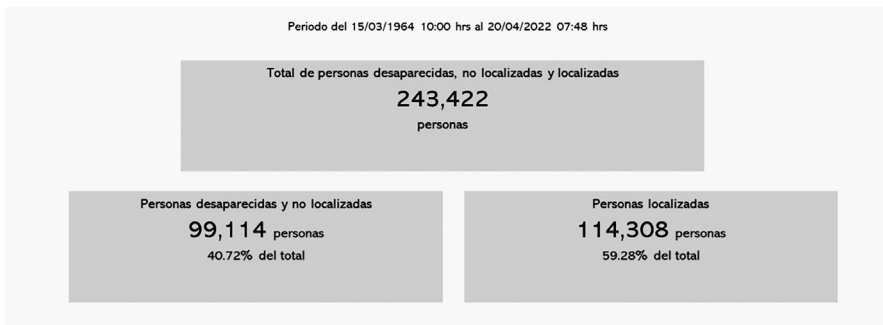 Periodo del 15/03/1964 10:00 hrs al 20/04/2022 07:48 hrs
Total de personas desaparecidas, no localizadas y localizadas
243,422
personas
Personas desaparecidas y no localizadas
99,114 personas
40.72% del total
Personas localizadas
114,308 personas
59.28% del total